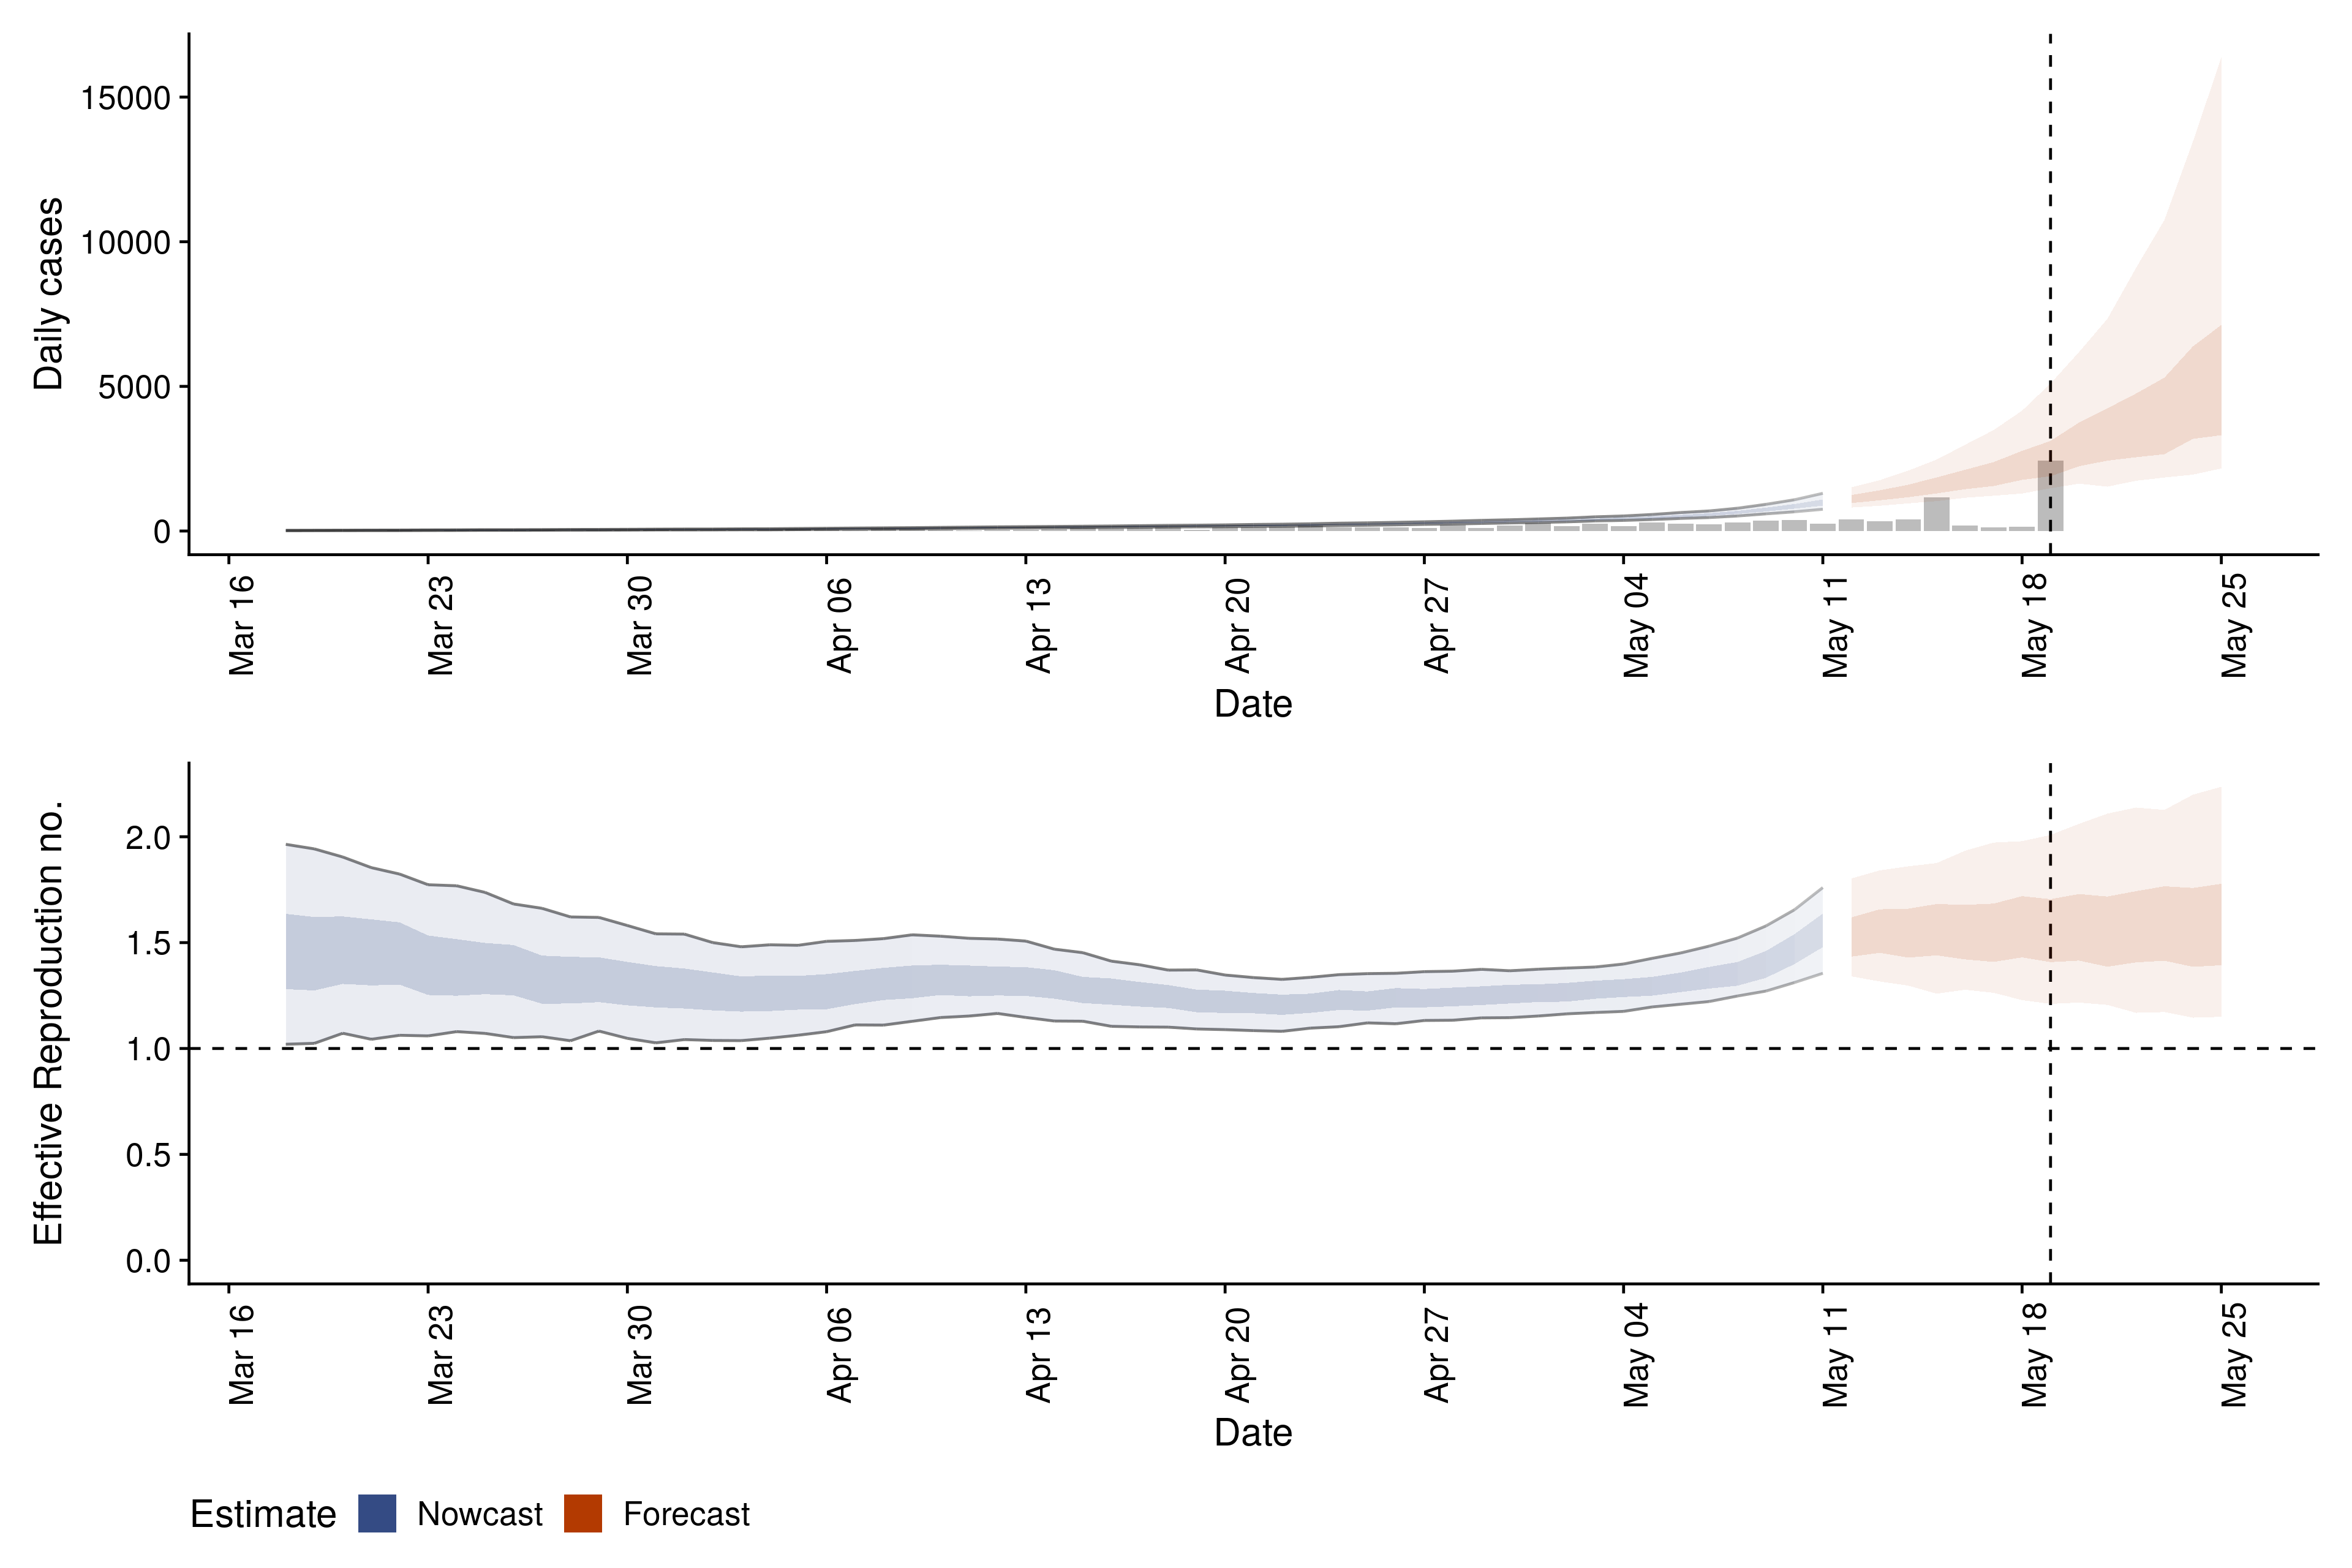 Daily cases
15000
10000
5000
0
Mar 16
Mar 23
Mar 30
Apr 06
Apr 13
Apr 20
Apr 27
May 04
May 11
May 18
May 25
Date
Effective Reproduction no.
2.0
1.5
1.0
0.5
0.0
Mar 16
Mar 23
Mar 30
Apr 06
Apr 13
Apr 20
Apr 27
May 04
May 11
May 18
May 25
Date
Estimate Nowcast Forecast